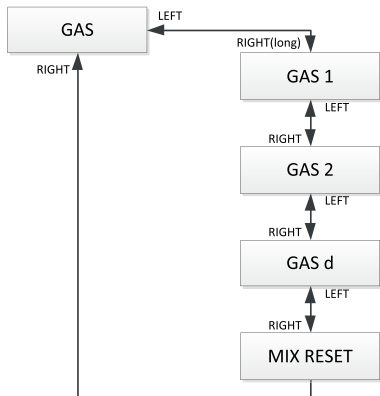 LEFT
GAS
RIGHT(long)
RIGHT
GAS 1
LEFT
RIGHT
GAS 2
LEFT
RIGHT
GAS d
LEFT
RIGHT
MIX RESET